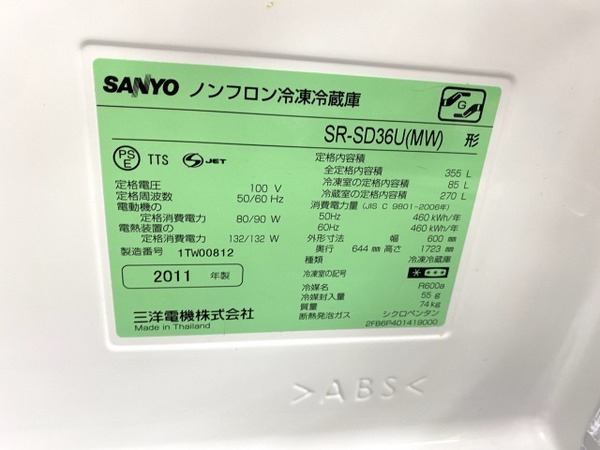 SANYO ノンフロン冷凍冷蔵庫
G
SR-SD36U(MW) 形
PSE TTS S JET
定格電圧 100 V
定格周波数 50/60 Hz
電動機の
定格消費電力 80/90 W
電熱装置の
定格消費電力 132/132 W
製造番号 1TW00812
2011 年製
三洋電機株式会社
Made in Thailand
定格内容積
全定格内容積 355 L
冷凍室の定格内容積 85 L
冷蔵室の定格内容積 270 L
消費電力量 (JIS C 9801-2006年)
50Hz 460 kWh/年
60Hz 460 kWh/年
外形寸法 幅 600 mm
奥行 644 mm 高さ 1723 mm
種類 冷凍冷蔵庫
冷凍室の記号
冷媒名 R600a
冷媒封入量 55 g
質量 74 kg
断熱発泡ガス シクロペンタン
2FB6P401419000
>ABS<